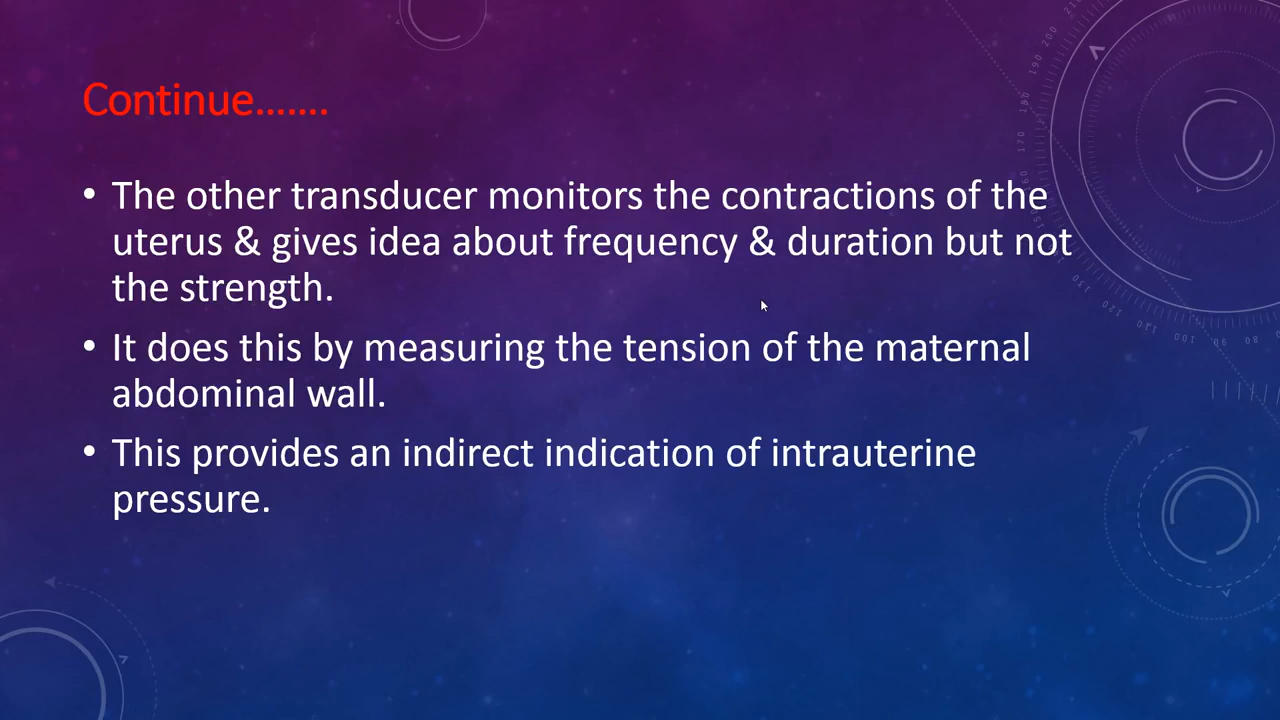 Continue…….
• The other transducer monitors the contractions of the
uterus & gives idea about frequency & duration but not
the strength.
• It does this by measuring the tension of the maternal
abdominal wall.
• This provides an indirect indication of intrauterine
pressure.